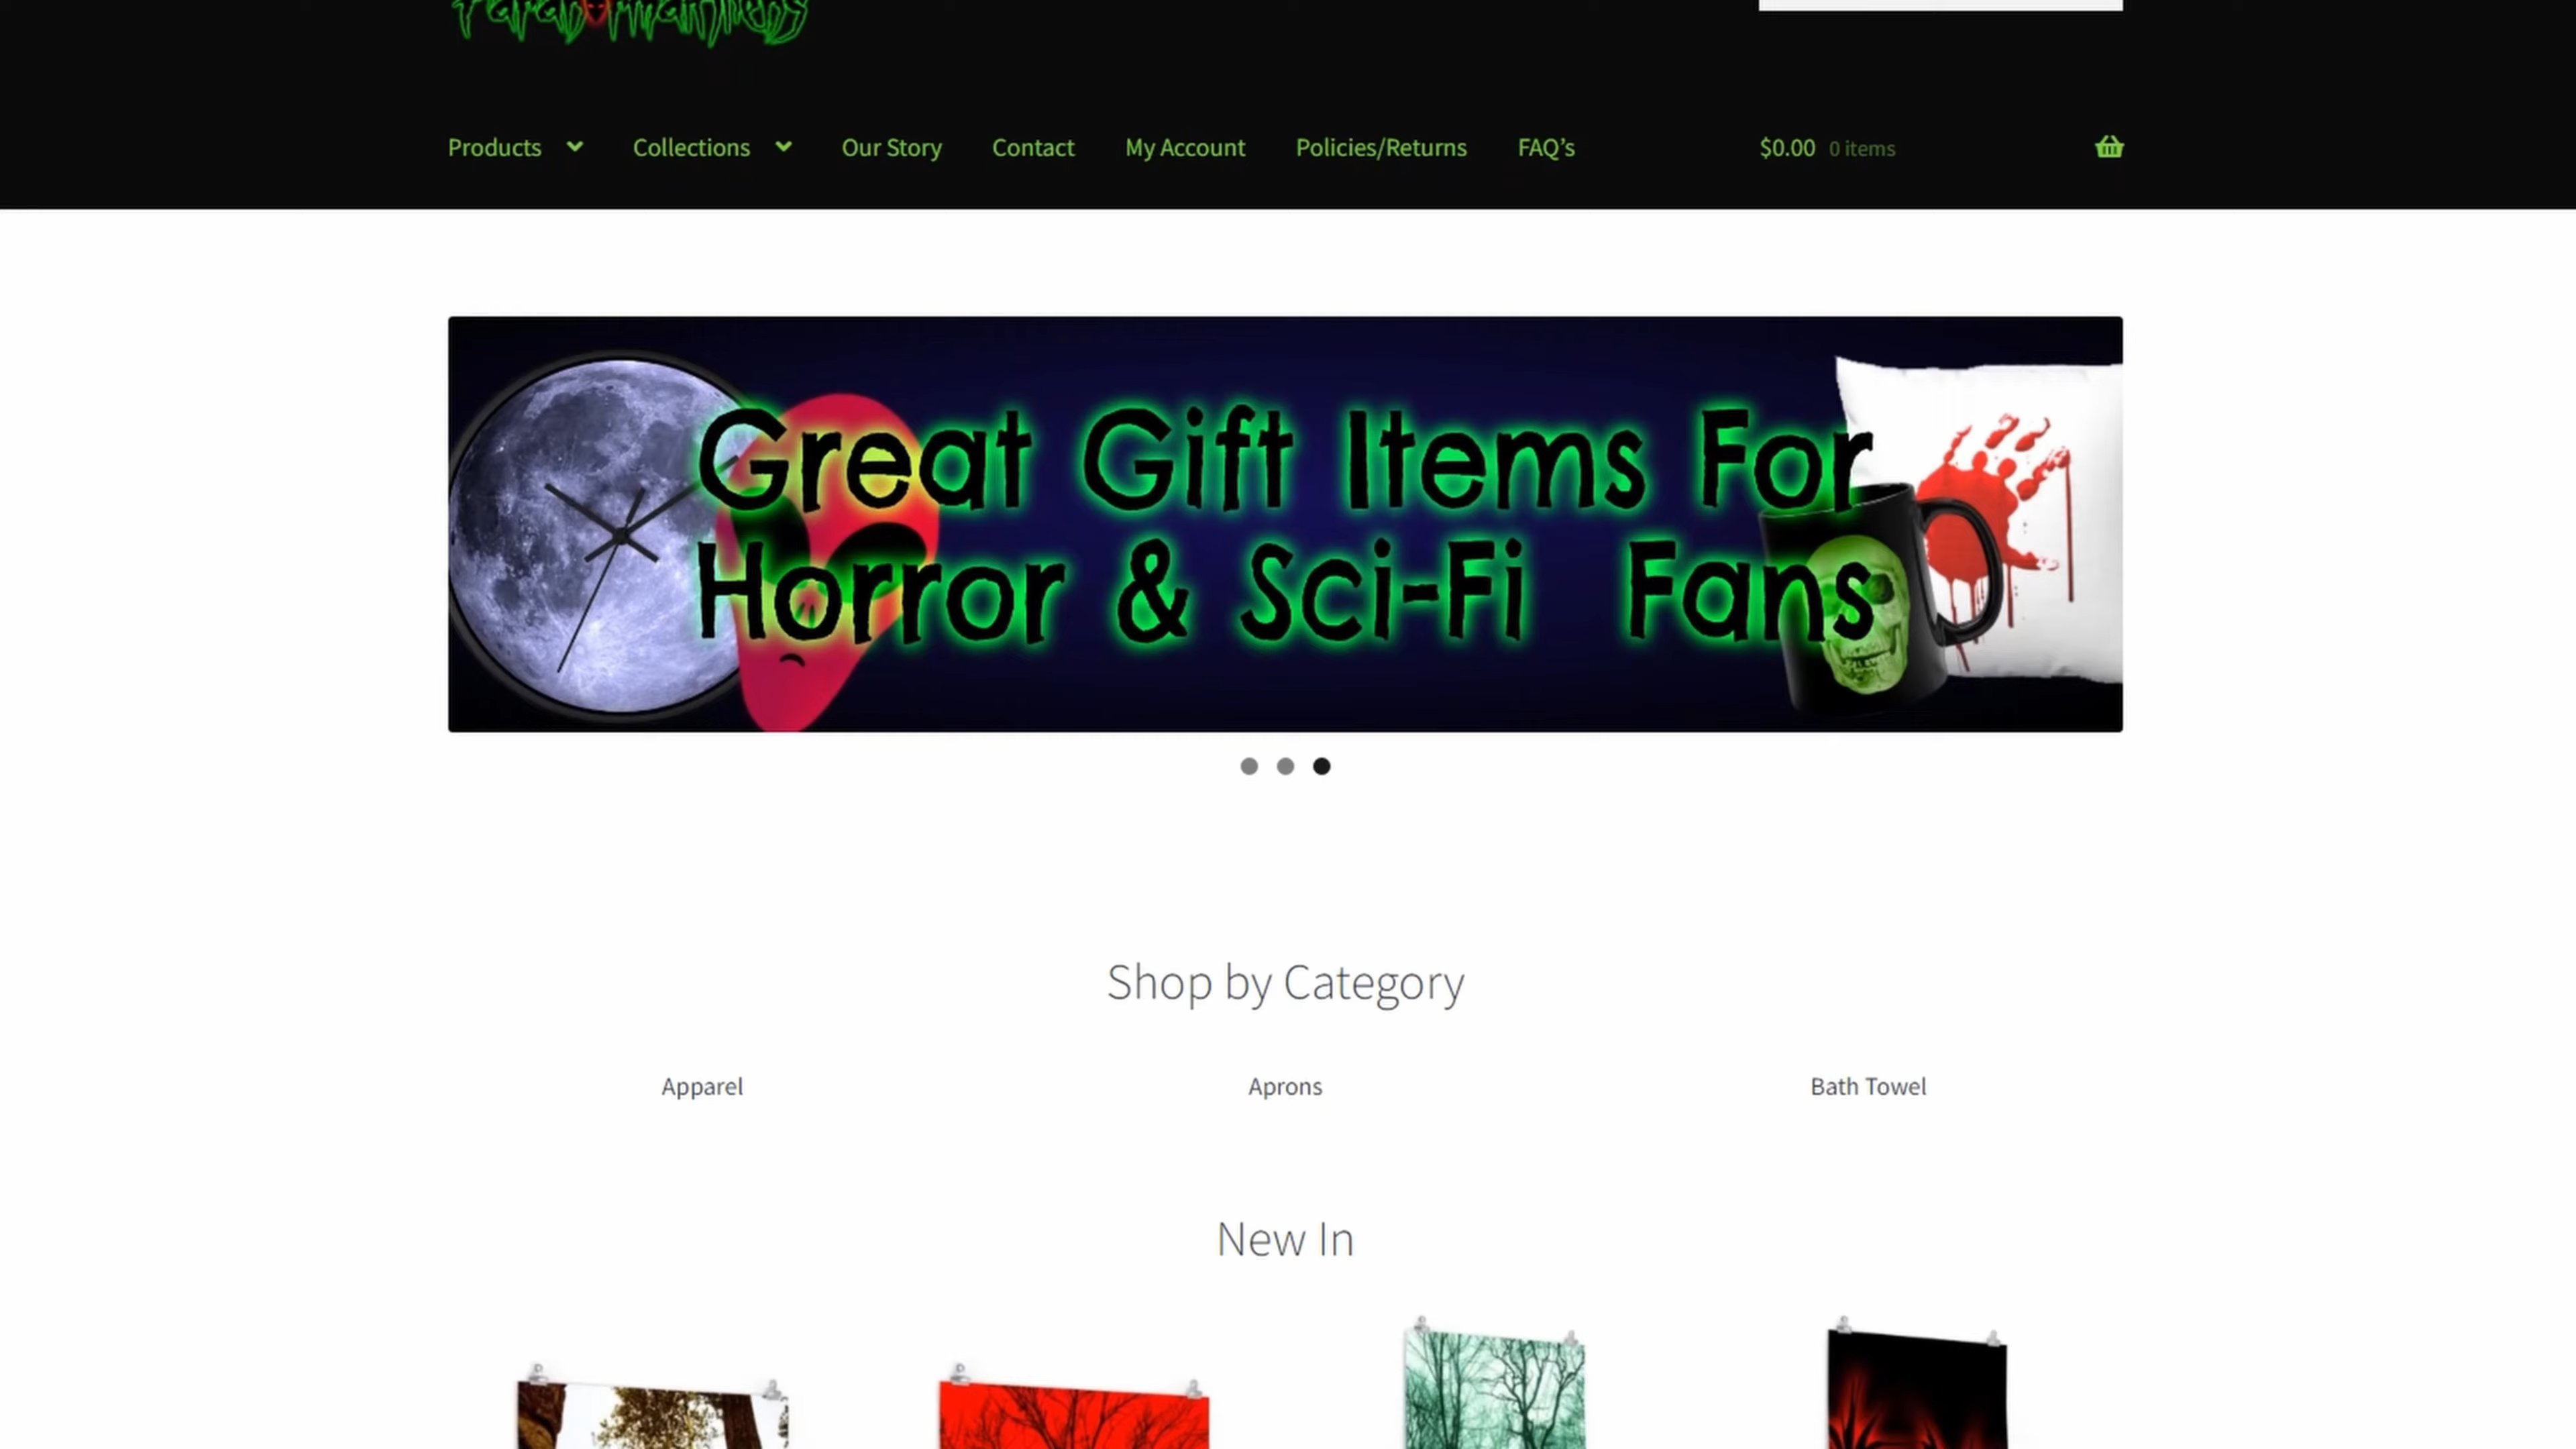 Products
Collections
Our Story
Contact
My Account
Policies/Returns
FAQ’s
$0.00 0 items
Great Gift Items For
Horror & Sci-Fi Fans
Shop by Category
Apparel
Aprons
Bath Towel
New In